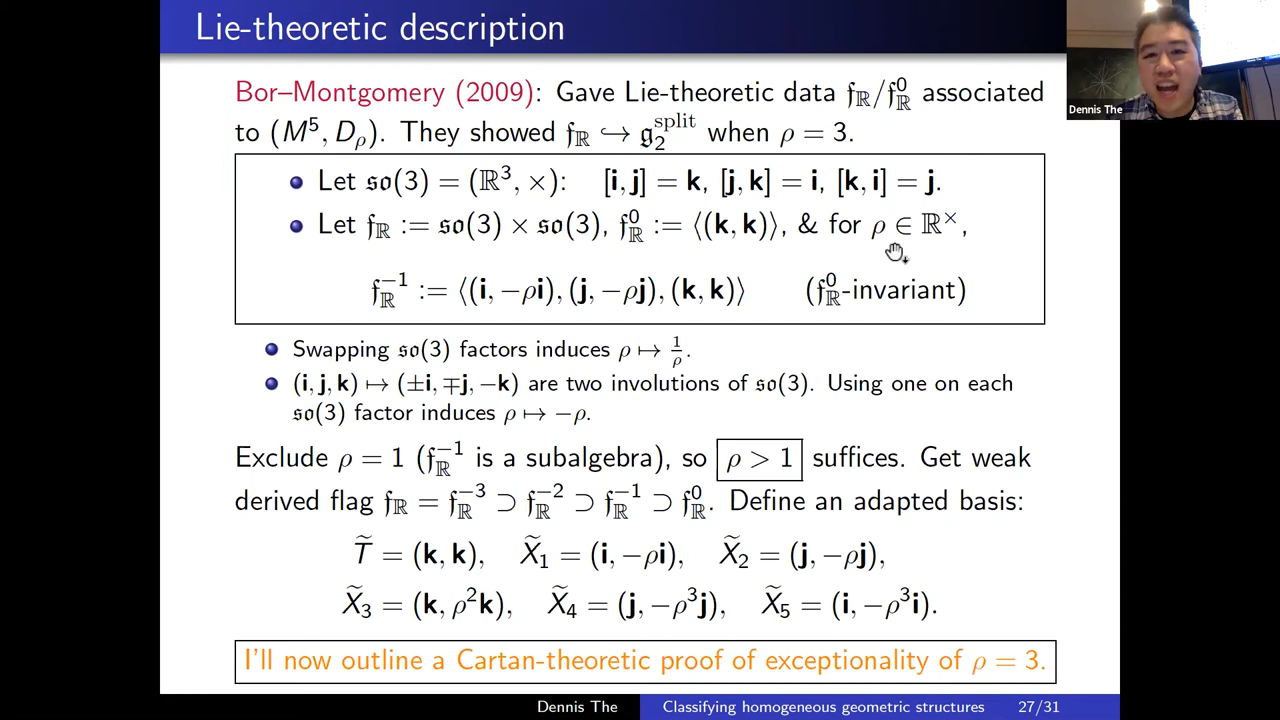 Lie-theoretic description
Dennis The
Bor–Montgomery (2009): Gave Lie-theoretic data 𝔣_ℝ/𝔣_ℝ^0 associated
to (M^5, D_ρ). They showed 𝔣_ℝ ↪ 𝔤_2^split when ρ = 3.
• Let 𝔰𝔬(3) = (ℝ^3, ×): [i, j] = k, [j, k] = i, [k, i] = j.
• Let 𝔣_ℝ := 𝔰𝔬(3) × 𝔰𝔬(3), 𝔣_ℝ^0 := ⟨(k, k)⟩, & for ρ ∈ ℝ^×,
𝔣_ℝ^{-1} := ⟨(i, −ρi), (j, −ρj), (k, k)⟩ (𝔣_ℝ^0-invariant)
• Swapping 𝔰𝔬(3) factors induces ρ ↦ 1/ρ.
• (i, j, k) ↦ (±i, ∓j, −k) are two involutions of 𝔰𝔬(3). Using one on each
𝔰𝔬(3) factor induces ρ ↦ −ρ.
Exclude ρ = 1 (𝔣_ℝ^{-1} is a subalgebra), so ρ > 1 suffices. Get weak
derived flag 𝔣_ℝ = 𝔣_ℝ^{-3} ⊃ 𝔣_ℝ^{-2} ⊃ 𝔣_ℝ^{-1} ⊃ 𝔣_ℝ^0. Define an adapted basis:
T̃ = (k, k), X̃_1 = (i, −ρi), X̃_2 = (j, −ρj),
X̃_3 = (k, ρ^2k), X̃_4 = (j, −ρ^3j), X̃_5 = (i, −ρ^3i).
I'll now outline a Cartan-theoretic proof of exceptionality of ρ = 3.
Dennis The Classifying homogeneous geometric structures 27/31